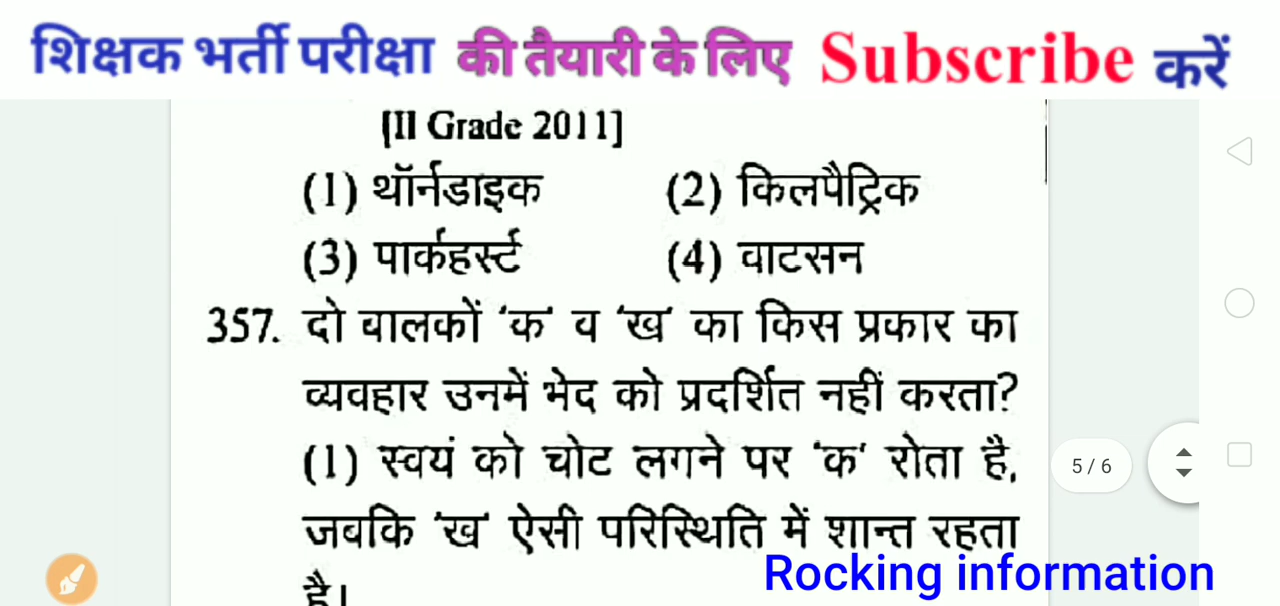 शिक्षक भर्ती परीक्षा की तैयारी के लिए Subscribe करें
[II Grade 2011]
(1) थॉर्नडाइक (2) किलपैट्रिक
(3) पार्कहर्स्ट (4) वाटसन
357. दो बालकों 'क' व 'ख' का किस प्रकार का
व्यवहार उनमें भेद को प्रदर्शित नहीं करता?
(1) स्वयं को चोट लगने पर 'क' रोता है,
5 / 6
जबकि 'ख' ऐसी परिस्थिति में शान्त रहता
है।
Rocking information